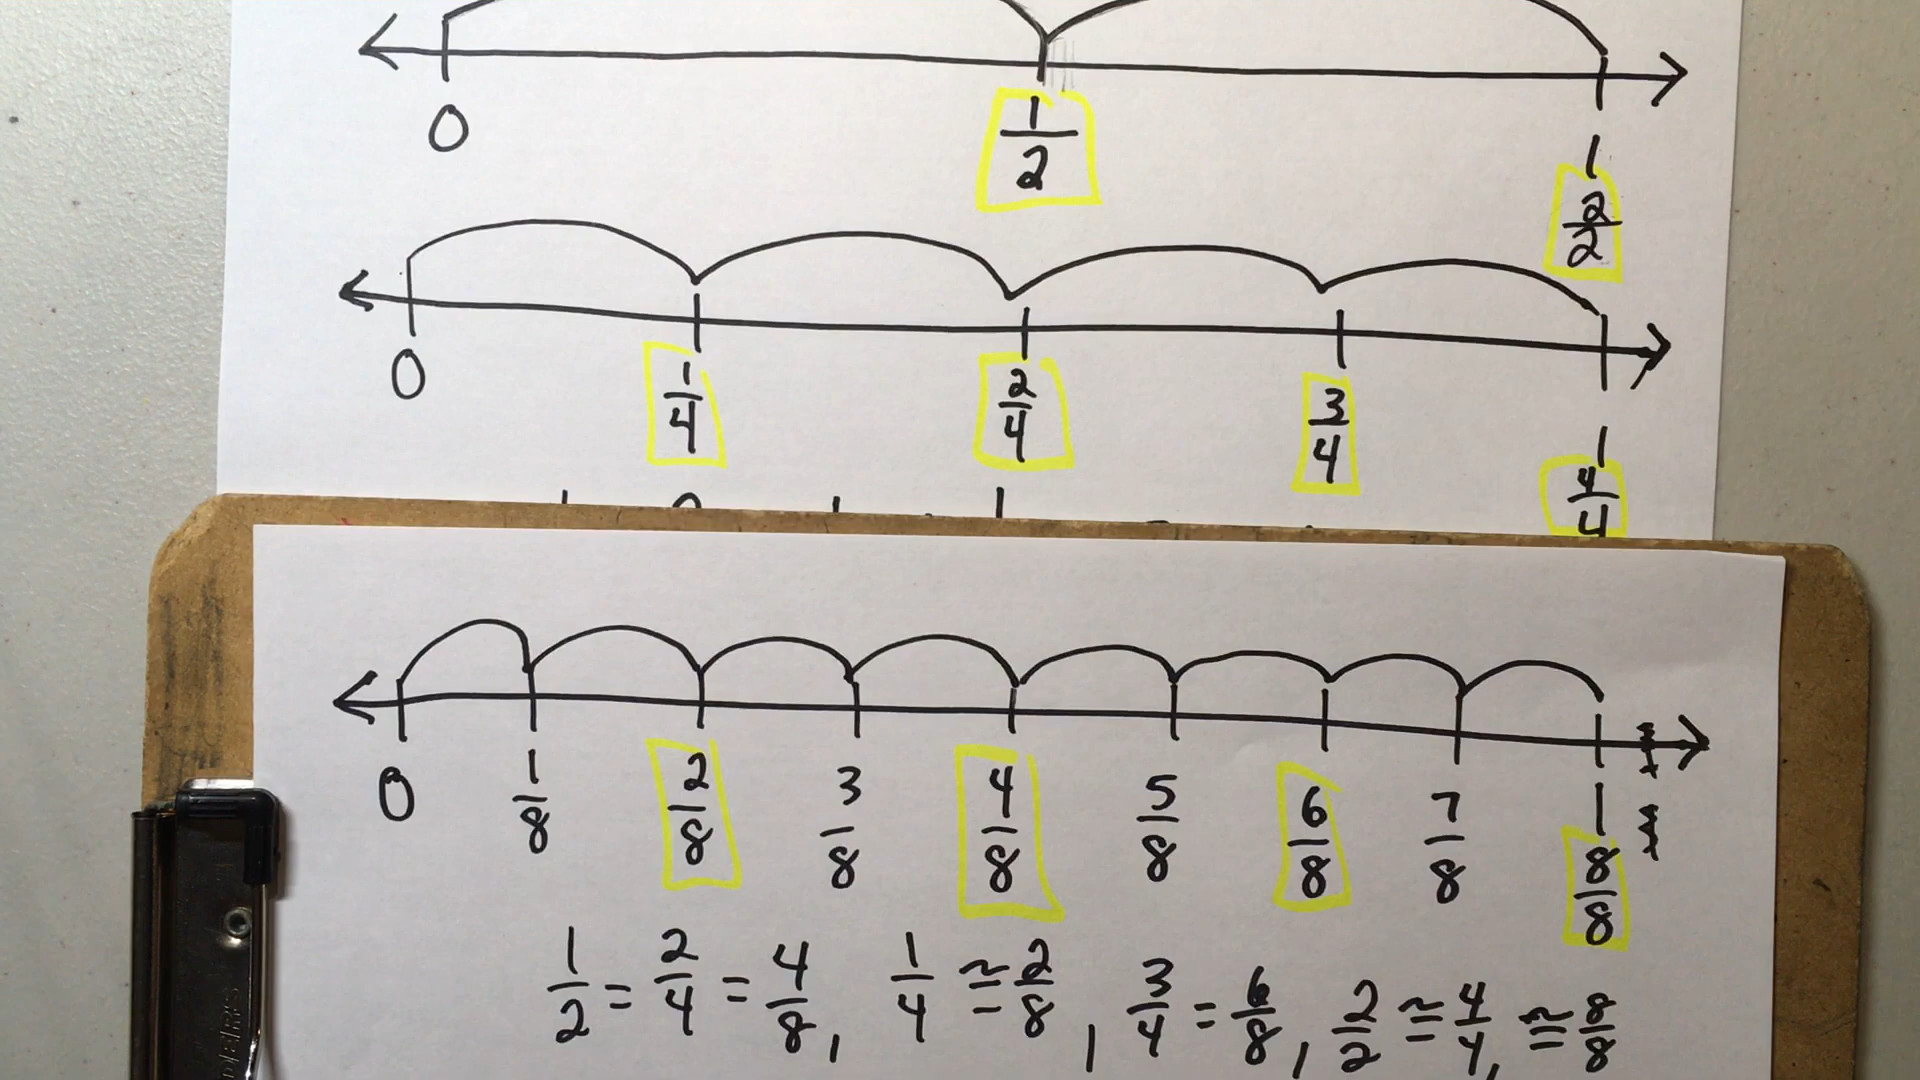 0 1/2 1
2/2
0 1/4 2/4 3/4 1
4/4
0 1/8 2/8 3/8 4/8 5/8 6/8 7/8 1
8/8
1/2 = 2/4 = 4/8, 1/4 ≅ 2/8, 3/4 = 6/8, 2/2 ≅ 4/4, ≅ 8/8